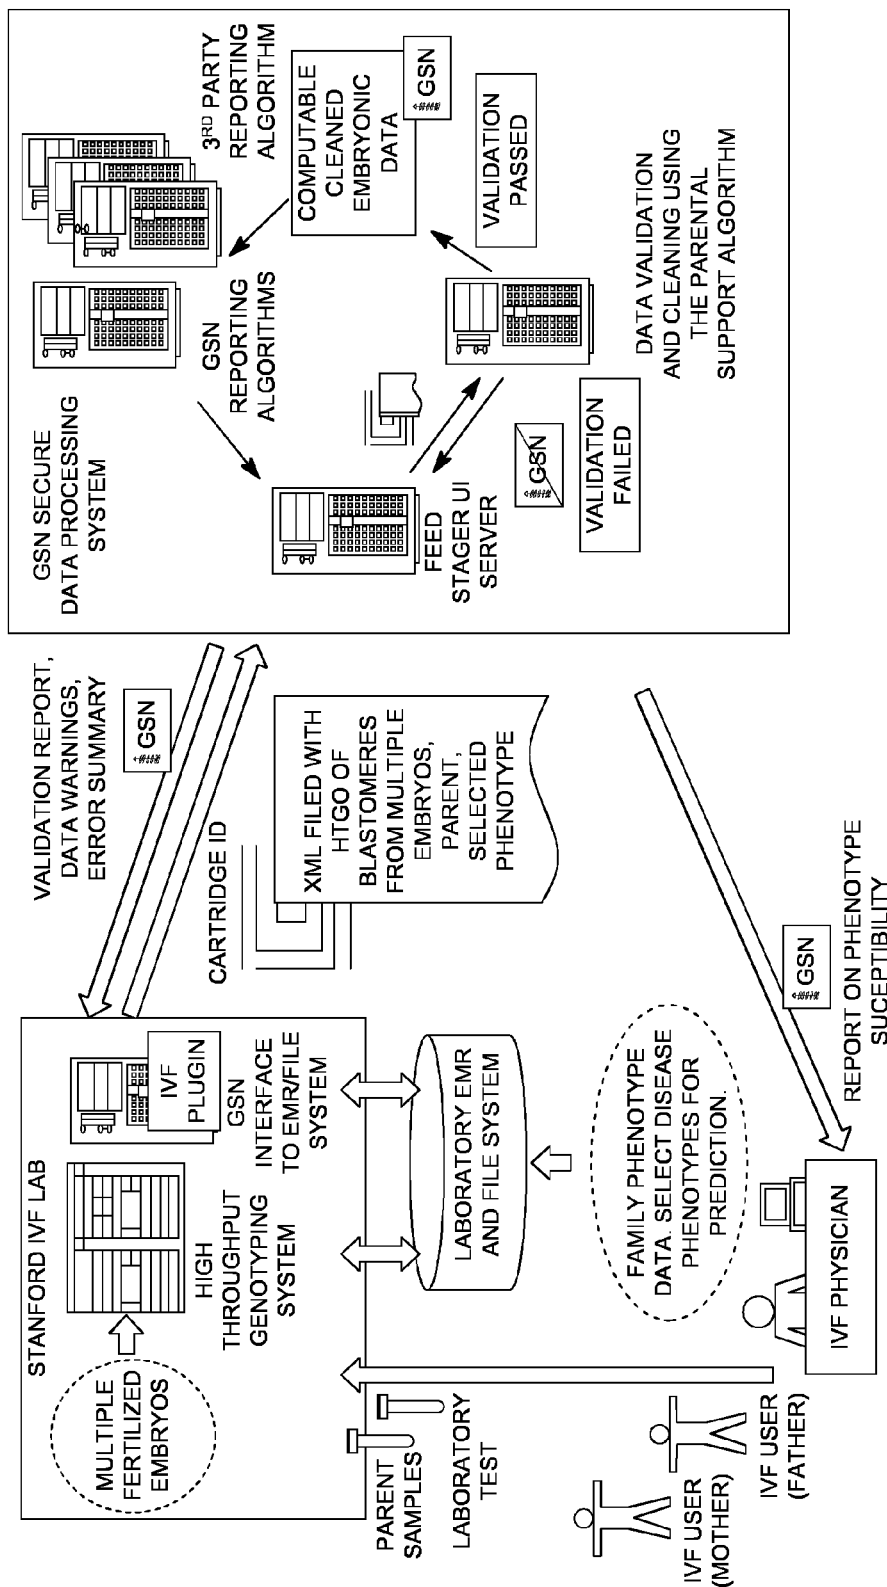 STANFORD IVF LAB
MULTIPLE
FERTILIZED
EMBRYOS
HIGH
THROUGHPUT
GENOTYPING
SYSTEM
IVF
PLUGIN
GSN
INTERFACE
TO EMR/FILE
SYSTEM
PARENT
SAMPLES
LABORATORY
TEST
LABORATORY EMR
AND FILE SYSTEM
FAMILY PHENOTYPE
DATA. SELECT DISEASE
PHENOTYPES FOR
PREDICTION.
IVF USER
(MOTHER)
IVF USER
(FATHER)
IVF PHYSICIAN
VALIDATION REPORT,
DATA WARNINGS,
ERROR SUMMARY
GSN
CARTRIDGE ID
XML FILED WITH
HTGO OF
BLASTOMERES
FROM MULTIPLE
EMBRYOS,
PARENT,
SELECTED
PHENOTYPE
GSN
REPORT ON PHENOTYPE
SUCEPTIBILITY
GSN SECURE
DATA PROCESSING
SYSTEM
GSN
REPORTING
ALGORITHMS
3RD PARTY
REPORTING
ALGORITHM
FEED
STAGER UI
SERVER
COMPUTABLE
CLEANED
EMBRYONIC
DATA
GSN
VALIDATION
PASSED
GSN
VALIDATION
FAILED
DATA VALIDATION
AND CLEANING USING
THE PARENTAL
SUPPORT ALGORITHM